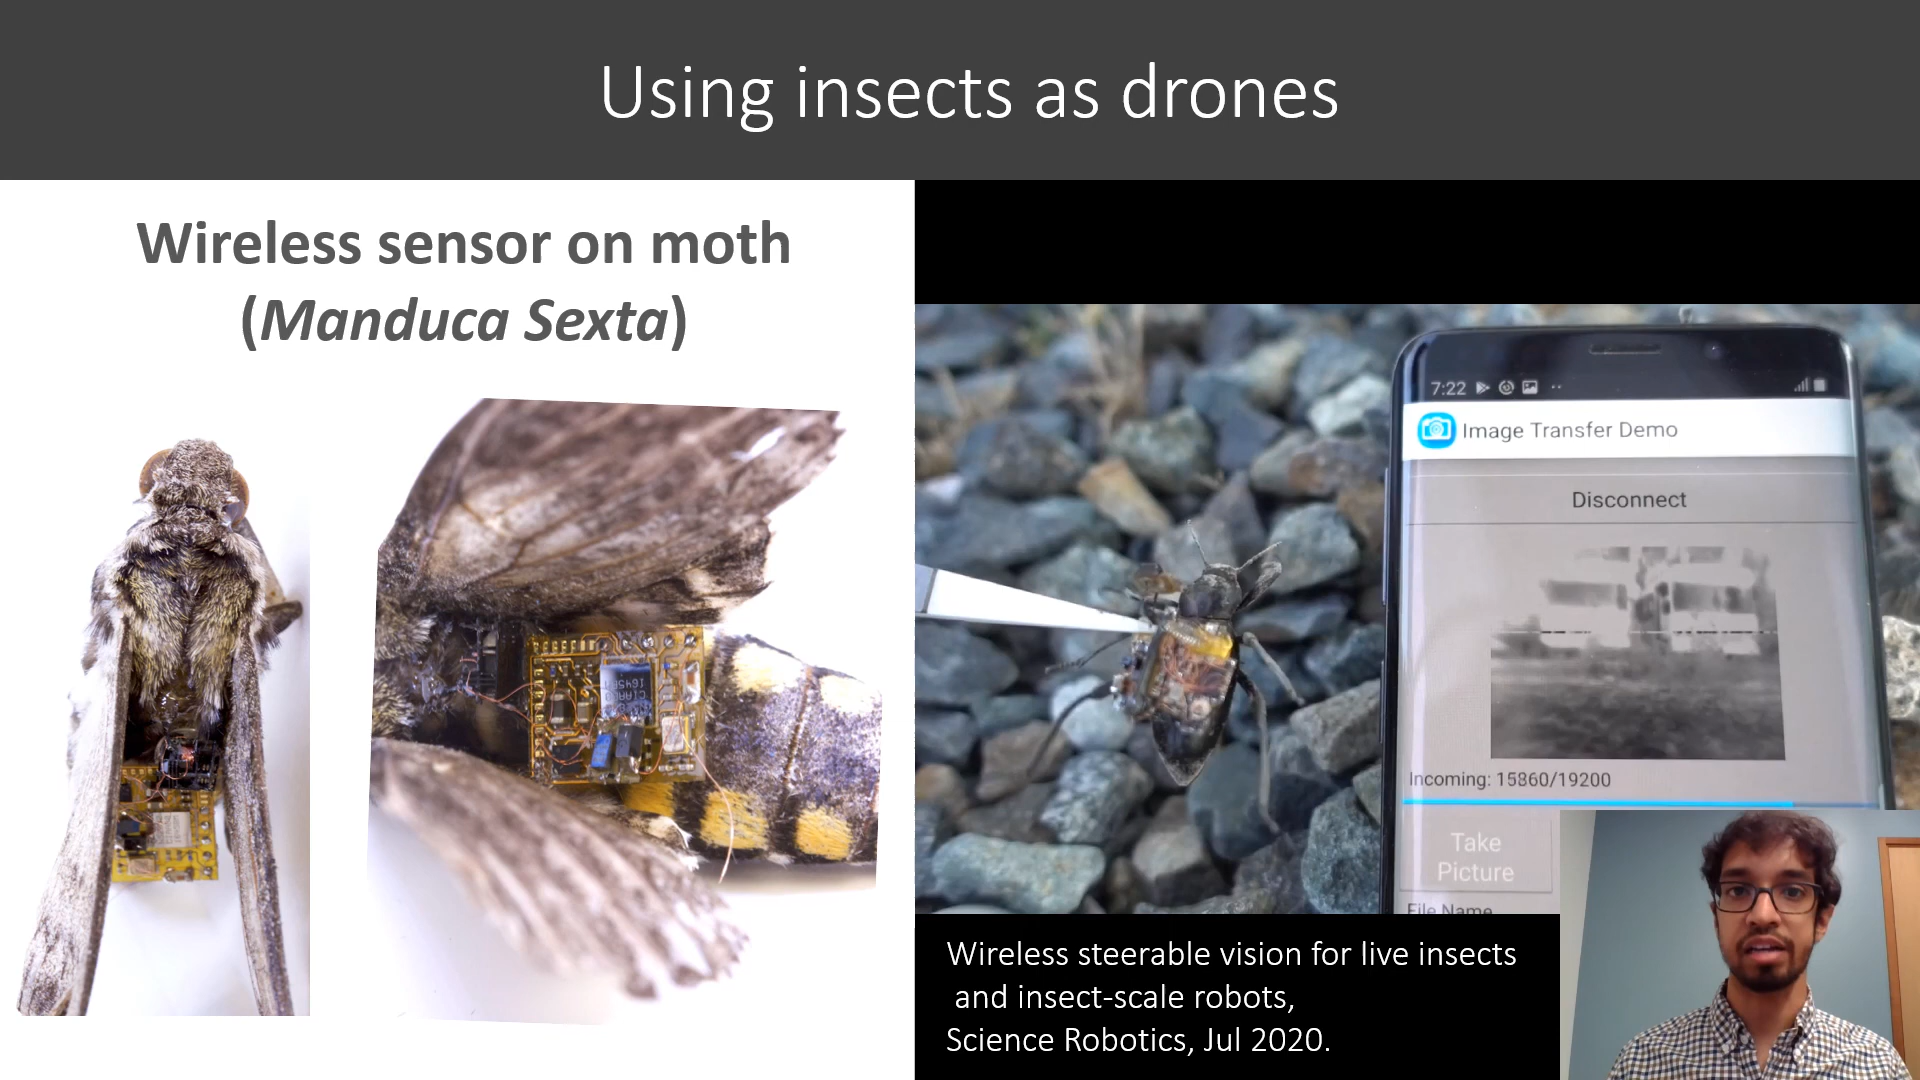 Using insects as drones
Wireless sensor on moth
(Manduca Sexta)
7:22
Image Transfer Demo
Disconnect
Incoming: 15860/19200
Take
Picture
File Name
Wireless steerable vision for live insects
and insect-scale robots,
Science Robotics, Jul 2020.